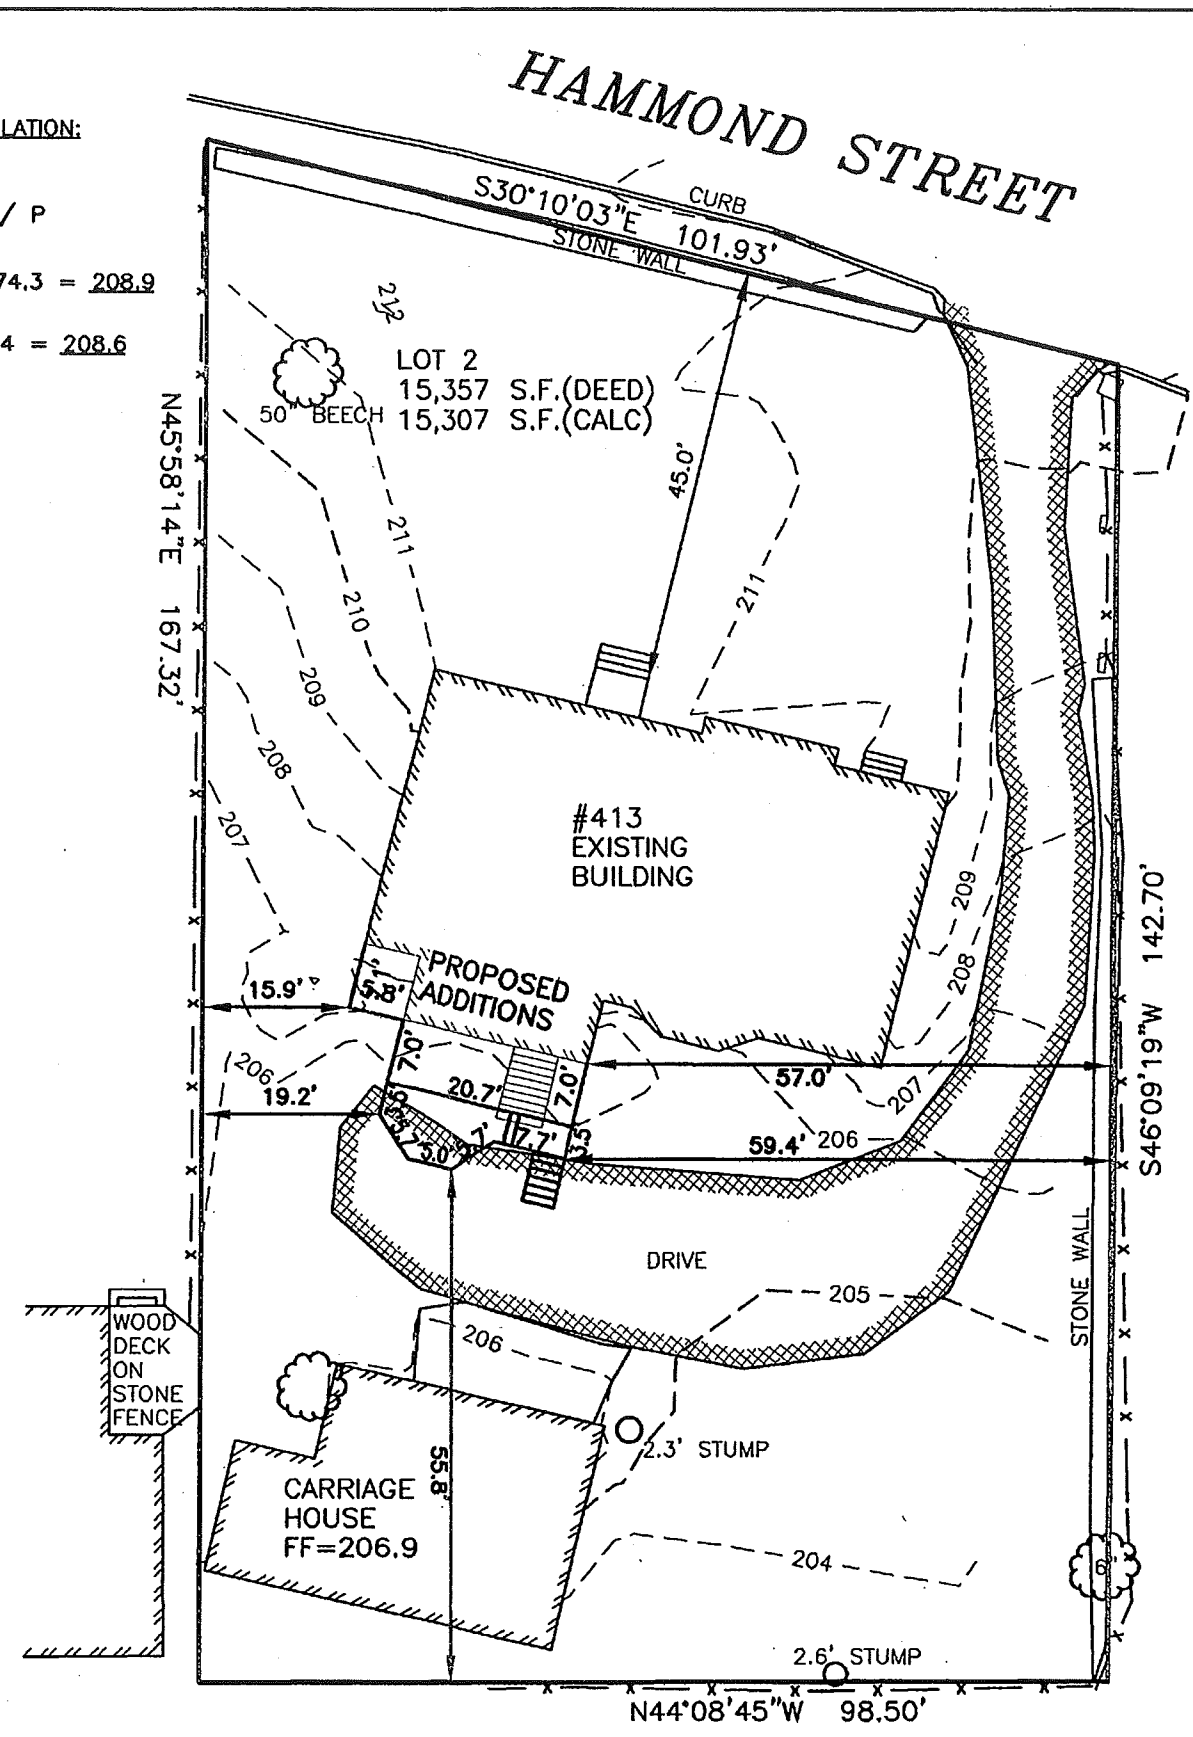 HAMMOND STREET
LATION:
/ P
74.3 = 208.9
4 = 208.6
CURB
S30°10'03"E 101.93'
STONE WALL
212
LOT 2
15,357 S.F.(DEED)
15,307 S.F.(CALC)
50" BEECH
N45°58'14"E 167.32'
45.0'
211
211
210
209
208
207
#413
EXISTING
BUILDING
209
208
207
206
S46°09'19"W 142.70'
PROPOSED
ADDITIONS
15.9'
5.8'
7.0'
7.0'
57.0'
206
19.2'
20.7'
5.0'
7.7'
3.5
59.4'
DRIVE
205
STONE WALL
206
WOOD
DECK
ON
STONE
FENCE
2.3' STUMP
55.8'
CARRIAGE
HOUSE
FF=206.9
204
6"
2.6' STUMP
N44°08'45"W 98.50'